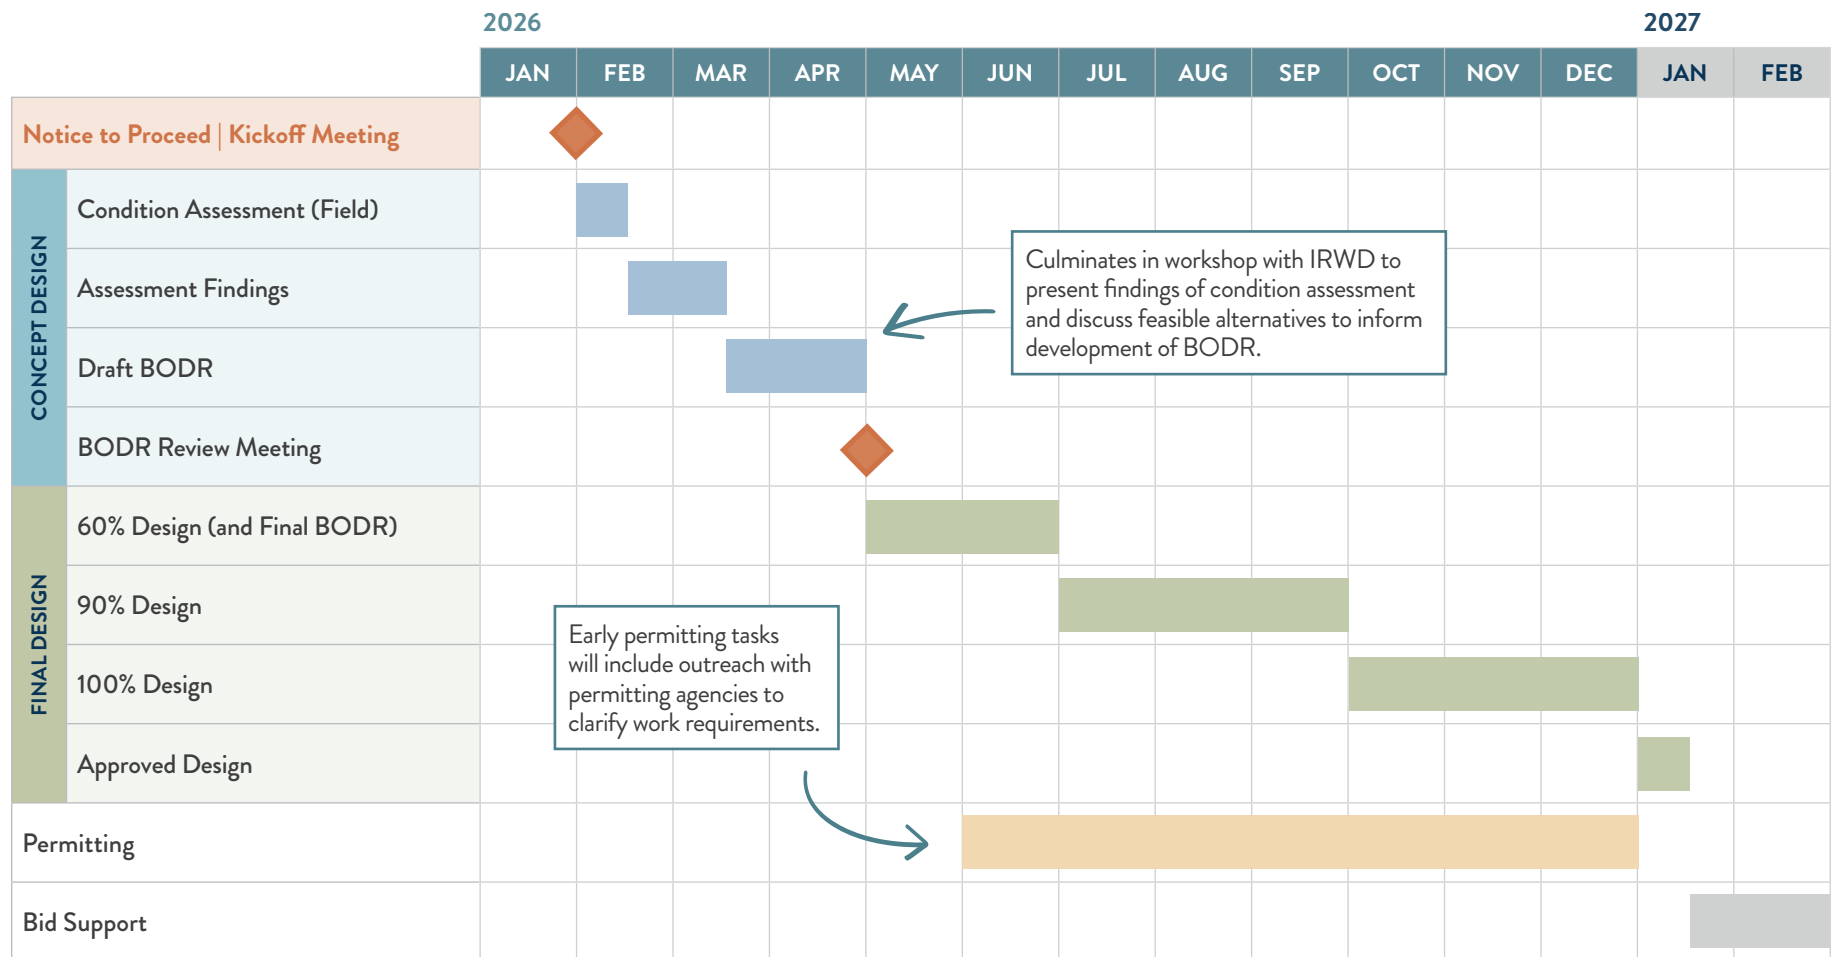 2026
2027
JAN FEB MAR APR MAY JUN JUL AUG SEP OCT NOV DEC JAN FEB
Notice to Proceed | Kickoff Meeting
CONCEPT DESIGN
Condition Assessment (Field)
Assessment Findings
Draft BODR
BODR Review Meeting
Culminates in workshop with IRWD to
present findings of condition assessment
and discuss feasible alternatives to inform
development of BODR.
FINAL DESIGN
60% Design (and Final BODR)
90% Design
100% Design
Approved Design
Early permitting tasks
will include outreach with
permitting agencies to
clarify work requirements.
Permitting
Bid Support